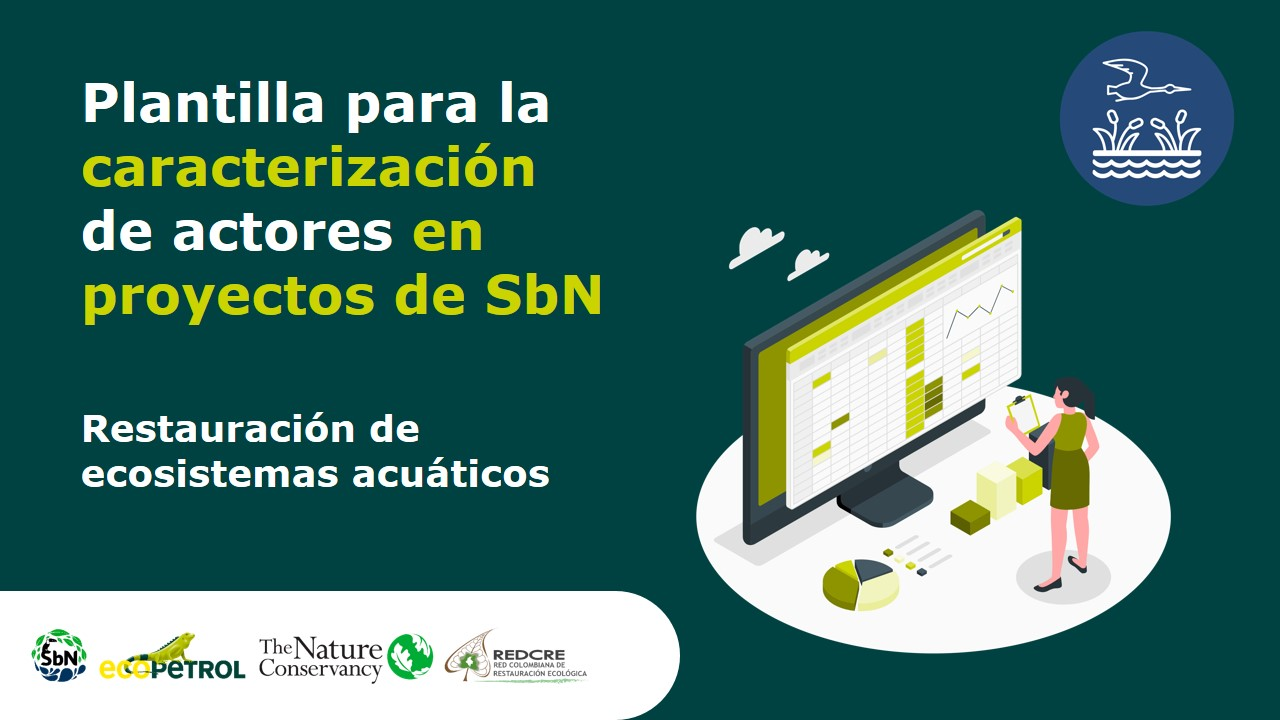 Plantilla para la
caracterización
de actores en
proyectos de SbN
Restauración de
ecosistemas acuáticos
SbN
ecopetrol
The Nature
Conservancy
REDCRE
RED COLOMBIANA DE
RESTAURACIÓN ECOLÓGICA